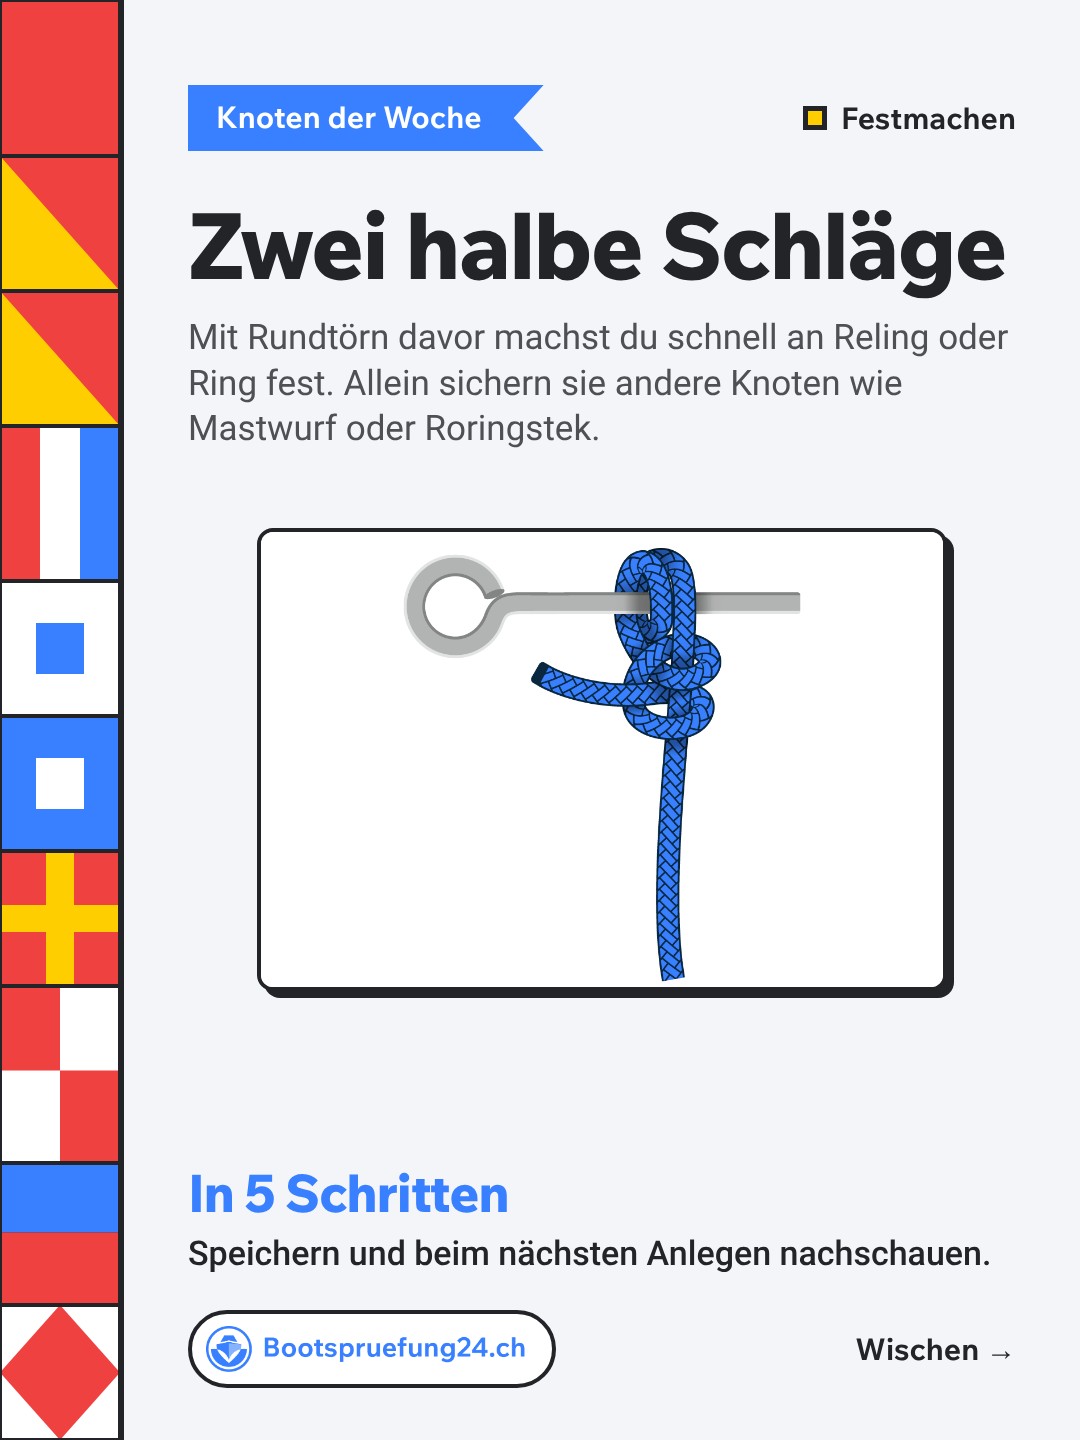 Knoten der Woche
Festmachen
Zwei halbe Schläge
Mit Rundtörn davor machst du schnell an Reling oder
Ring fest. Allein sichern sie andere Knoten wie
Mastwurf oder Roringstek.
In 5 Schritten
Speichern und beim nächsten Anlegen nachschauen.
Bootspruefung24.ch
Wischen →